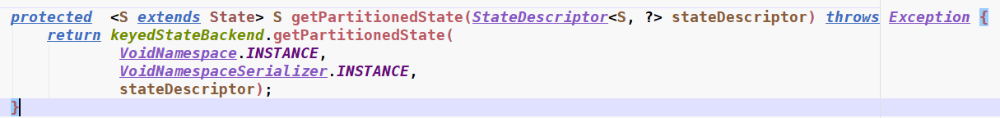 protected  <S extends State> S getPartitionedState(StateDescriptor<S, ?> stateDescriptor) throws Exception {
    return keyedStateBackend.getPartitionedState(
            VoidNamespace.INSTANCE,
            VoidNamespaceSerializer.INSTANCE,
            stateDescriptor);
}